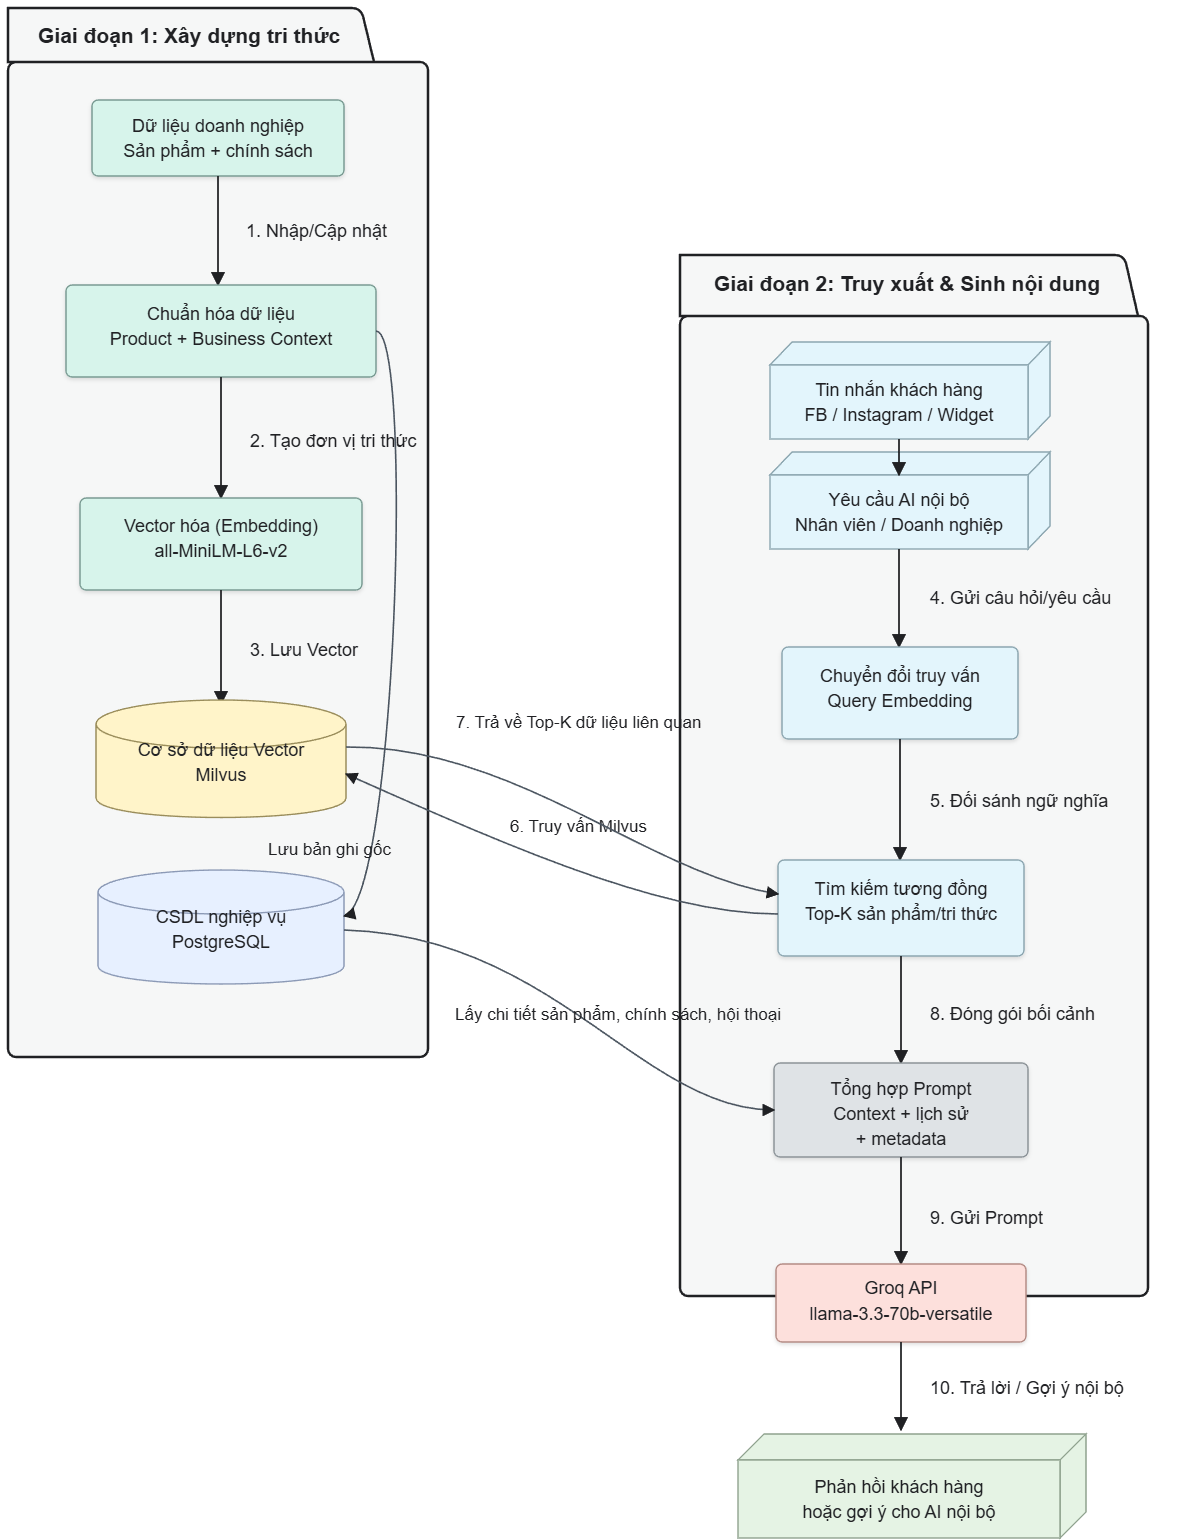 Giai đoạn 1: Xây dựng tri thức
Dữ liệu doanh nghiệp
Sản phẩm + chính sách
1. Nhập/Cập nhật
Chuẩn hóa dữ liệu
Product + Business Context
2. Tạo đơn vị tri thức
Vector hóa (Embedding)
all-MiniLM-L6-v2
3. Lưu Vector
Cơ sở dữ liệu Vector
Milvus
Lưu bản ghi gốc
CSDL nghiệp vụ
PostgreSQL
7. Trả về Top-K dữ liệu liên quan
6. Truy vấn Milvus
Lấy chi tiết sản phẩm, chính sách, hội thoại
Giai đoạn 2: Truy xuất & Sinh nội dung
Tin nhắn khách hàng
FB / Instagram / Widget
Yêu cầu AI nội bộ
Nhân viên / Doanh nghiệp
4. Gửi câu hỏi/yêu cầu
Chuyển đổi truy vấn
Query Embedding
5. Đối sánh ngữ nghĩa
Tìm kiếm tương đồng
Top-K sản phẩm/tri thức
8. Đóng gói bối cảnh
Tổng hợp Prompt
Context + lịch sử
+ metadata
9. Gửi Prompt
Groq API
llama-3.3-70b-versatile
10. Trả lời / Gợi ý nội bộ
Phản hồi khách hàng
hoặc gợi ý cho AI nội bộ